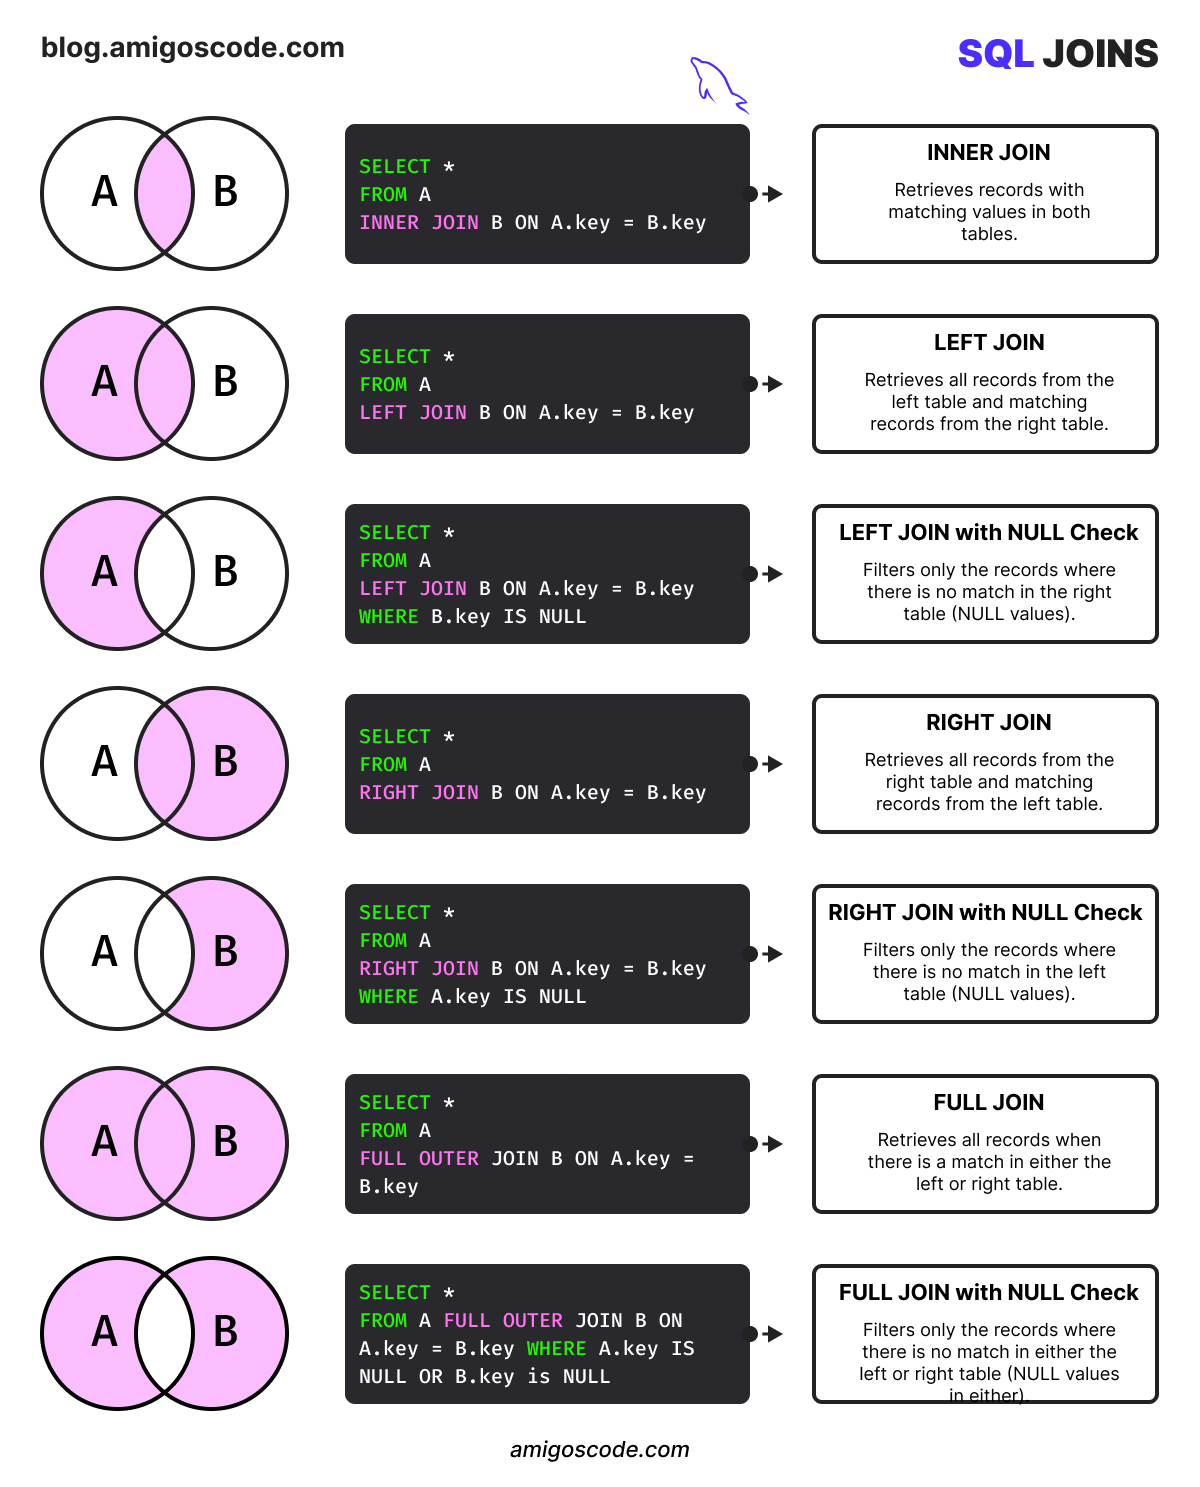 blog.amigoscode.com
SQL JOINS
A B
SELECT *
FROM A
INNER JOIN B ON A.key = B.key
INNER JOIN
Retrieves records with
matching values in both
tables.
A B
SELECT *
FROM A
LEFT JOIN B ON A.key = B.key
LEFT JOIN
Retrieves all records from the
left table and matching
records from the right table.
A B
SELECT *
FROM A
LEFT JOIN B ON A.key = B.key
WHERE B.key IS NULL
LEFT JOIN with NULL Check
Filters only the records where
there is no match in the right
table (NULL values).
A B
SELECT *
FROM A
RIGHT JOIN B ON A.key = B.key
RIGHT JOIN
Retrieves all records from the
right table and matching
records from the left table.
A B
SELECT *
FROM A
RIGHT JOIN B ON A.key = B.key
WHERE A.key IS NULL
RIGHT JOIN with NULL Check
Filters only the records where
there is no match in the left
table (NULL values).
A B
SELECT *
FROM A
FULL OUTER JOIN B ON A.key =
B.key
FULL JOIN
Retrieves all records when
there is a match in either the
left or right table.
A B
SELECT *
FROM A FULL OUTER JOIN B ON
A.key = B.key WHERE A.key IS
NULL OR B.key is NULL
FULL JOIN with NULL Check
Filters only the records where
there is no match in either the
left or right table (NULL values
in either).
amigoscode.com